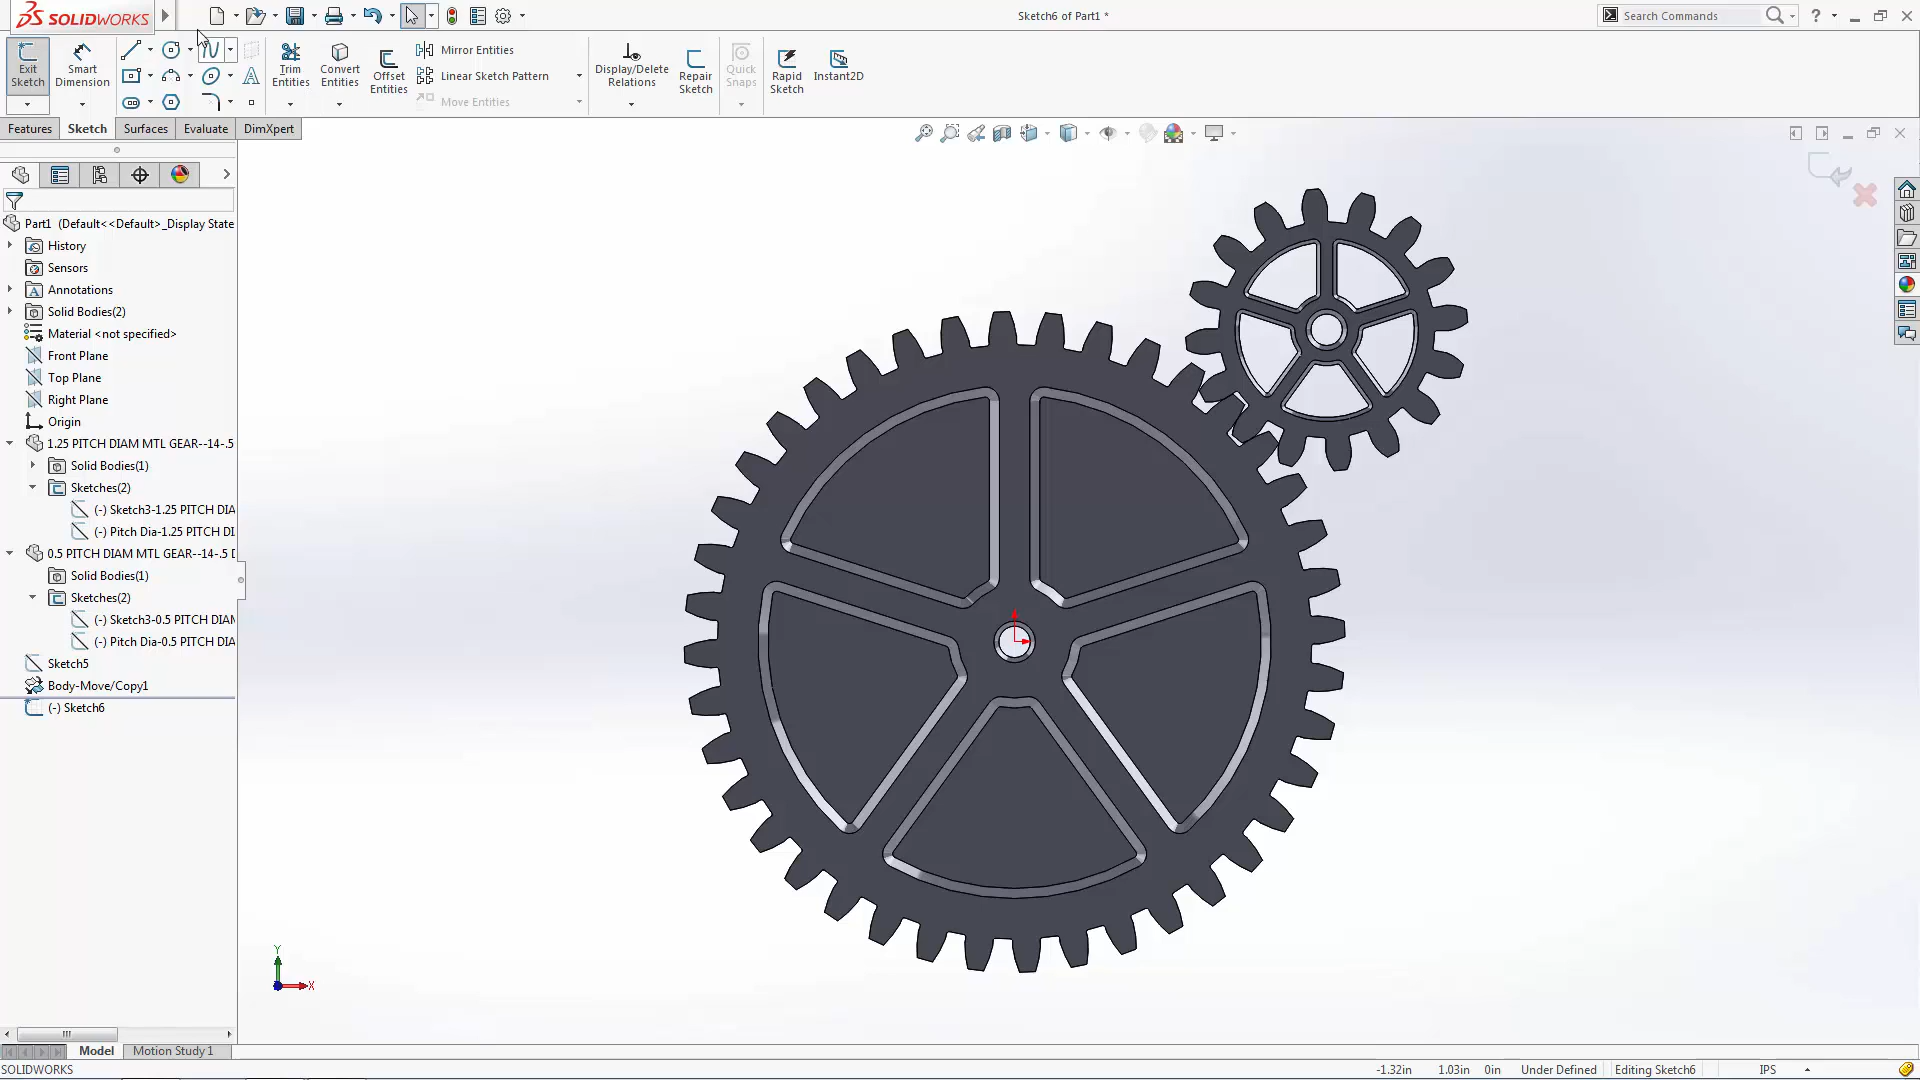 SOLIDWORKS
Sketch6 of Part1 *
Search Commands
?
Exit Sketch
Smart Dimension
Trim Entities
Convert Entities
Offset Entities
Mirror Entities
Linear Sketch Pattern
Move Entities
Display/Delete Relations
Repair Sketch
Quick Snaps
Rapid Sketch
Instant2D
Features
Sketch
Surfaces
Evaluate
DimXpert
Part1 (Default<<Default>_Display State
History
Sensors
Annotations
Solid Bodies(2)
Material <not specified>
Front Plane
Top Plane
Right Plane
Origin
1.25 PITCH DIAM MTL GEAR--14-.5
Solid Bodies(1)
Sketches(2)
(-) Sketch3-1.25 PITCH DIA
(-) Pitch Dia-1.25 PITCH DI
0.5 PITCH DIAM MTL GEAR--14-.5 D
Solid Bodies(1)
Sketches(2)
(-) Sketch3-0.5 PITCH DIAM
(-) Pitch Dia-0.5 PITCH DIA
Sketch5
Body-Move/Copy1
(-) Sketch6
Y
X
Model
Motion Study 1
SOLIDWORKS
-1.32in
1.03in
0in
Under Defined
Editing Sketch6
IPS